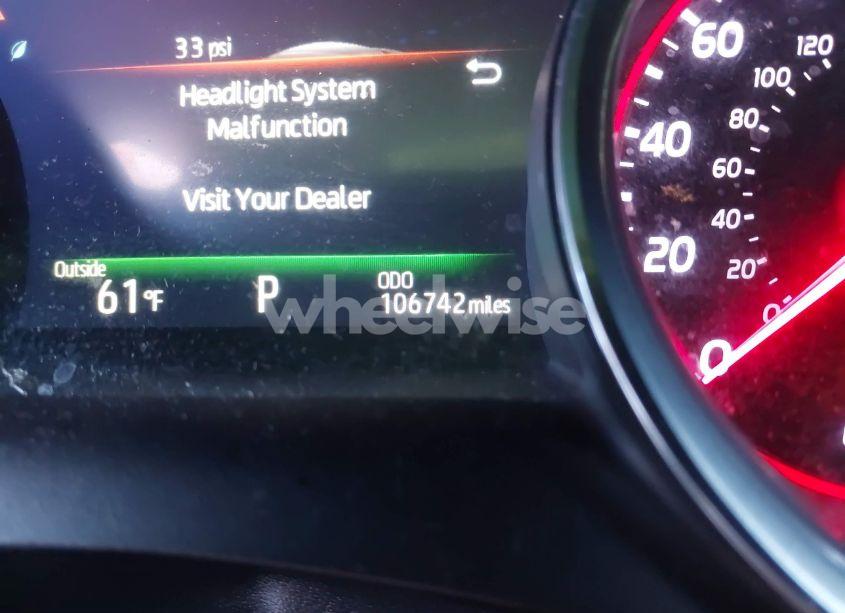 33 psi
Headlight System
Malfunction
Visit Your Dealer
Outside
61°F
P
ODO
106742 miles
wheelwise
60
40
20
0
120
100
80
60
40
20
0